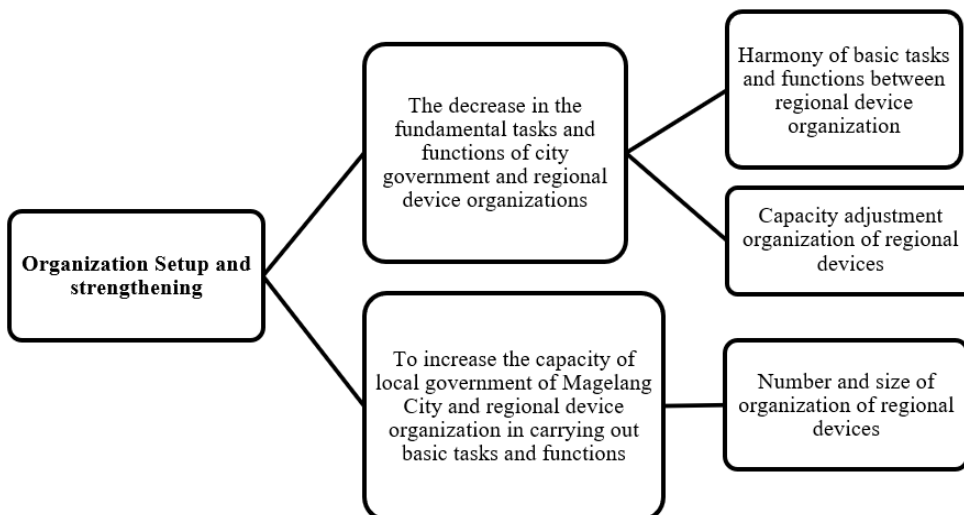 Organization Setup and
strengthening
The decrease in the
fundamental tasks and
functions of city
government and regional
device organizations
Harmony of basic tasks
and functions between
regional device
organization
Capacity adjustment
organization of regional
devices
To increase the capacity of
local government of Magelang
City and regional device
organization in carrying out
basic tasks and functions
Number and size of
organization of regional
devices